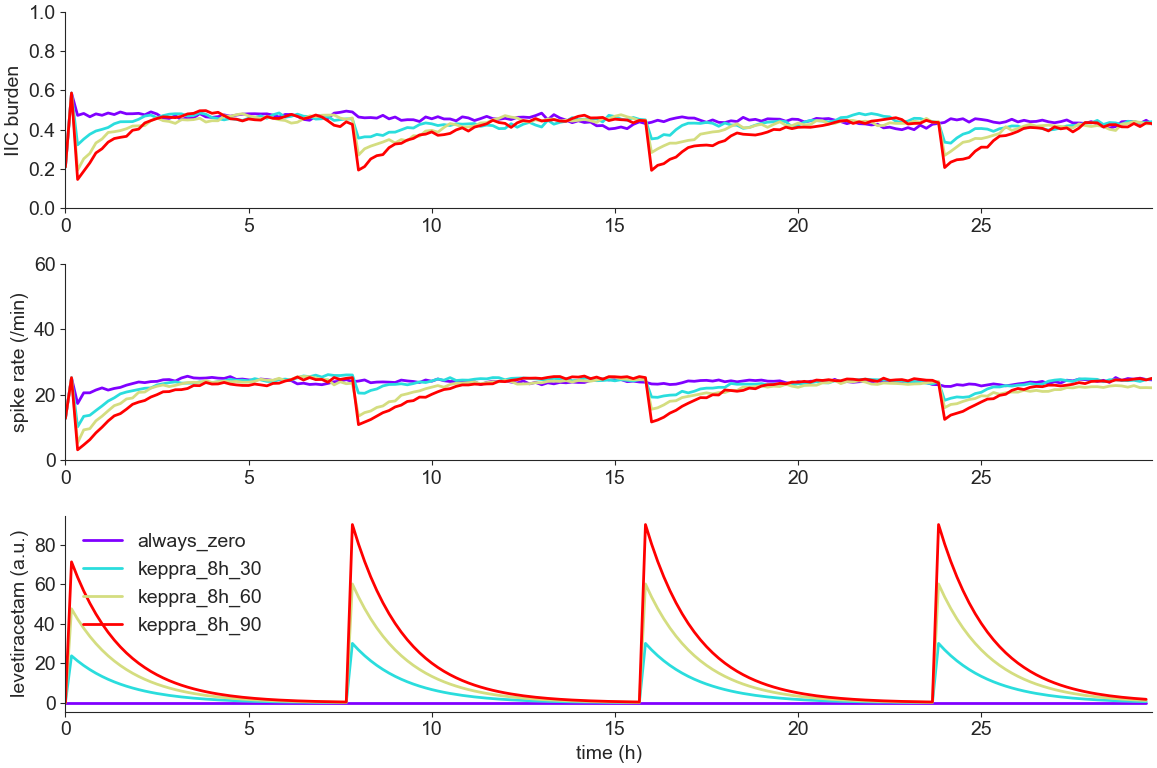 IIC burden
1.0
0.8
0.6
0.4
0.2
0.0
0 5 10 15 20 25
spike rate (/min)
60
40
20
0
0 5 10 15 20 25
levetiracetam (a.u.)
80
60
40
20
0
always_zero
keppra_8h_30
keppra_8h_60
keppra_8h_90
0 5 10 15 20 25
time (h)